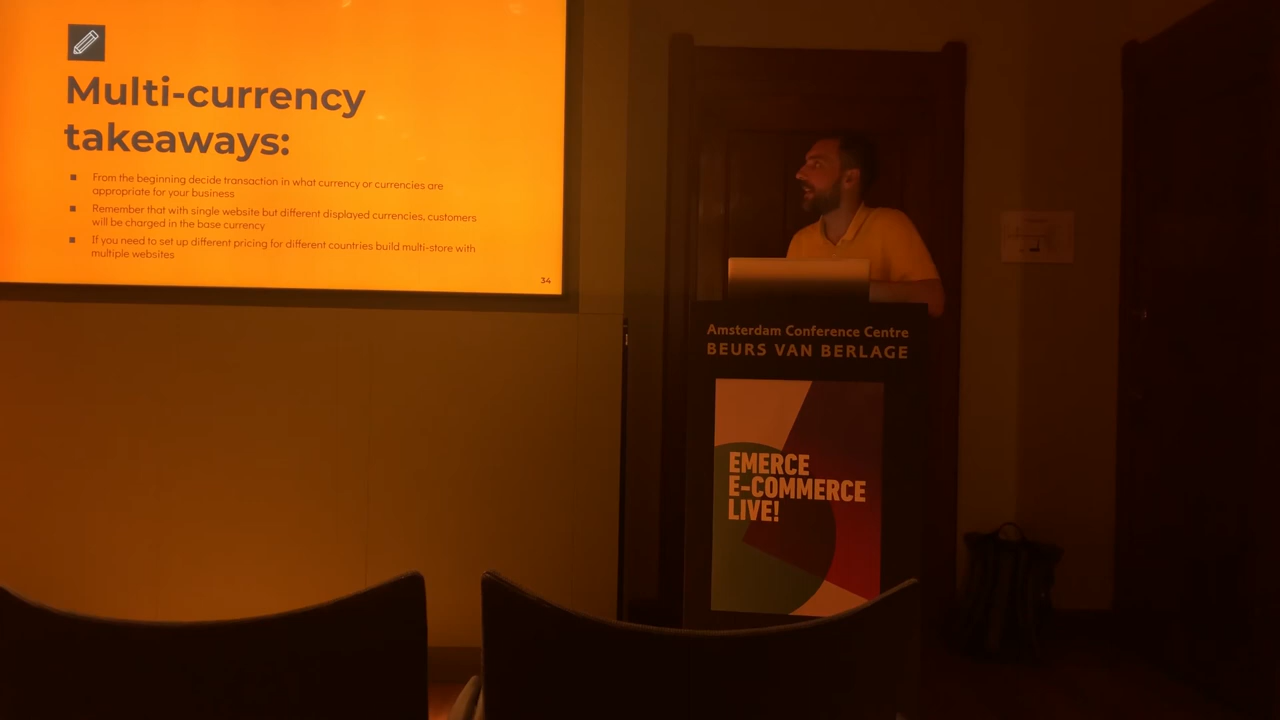 Multi-currency
takeaways:
From the beginning decide transaction in what currency or currencies are
appropriate for your business
Remember that with single website but different displayed currencies, customers
will be charged in the base currency
If you need to set up different pricing for different countries build multi-store with
multiple websites
34
Amsterdam Conference Centre
BEURS VAN BERLAGE
EMERCE
E-COMMERCE
LIVE!